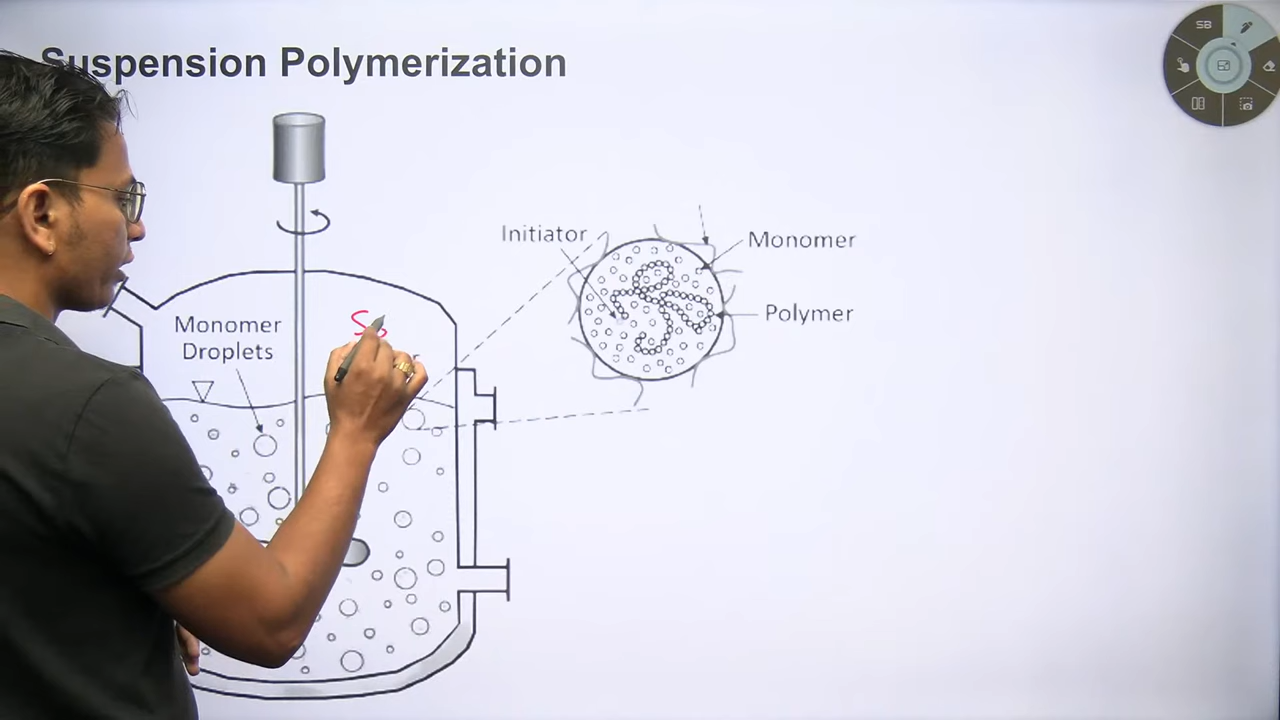 Suspension Polymerization
SB
Initiator
Monomer
Polymer
Monomer
Droplets